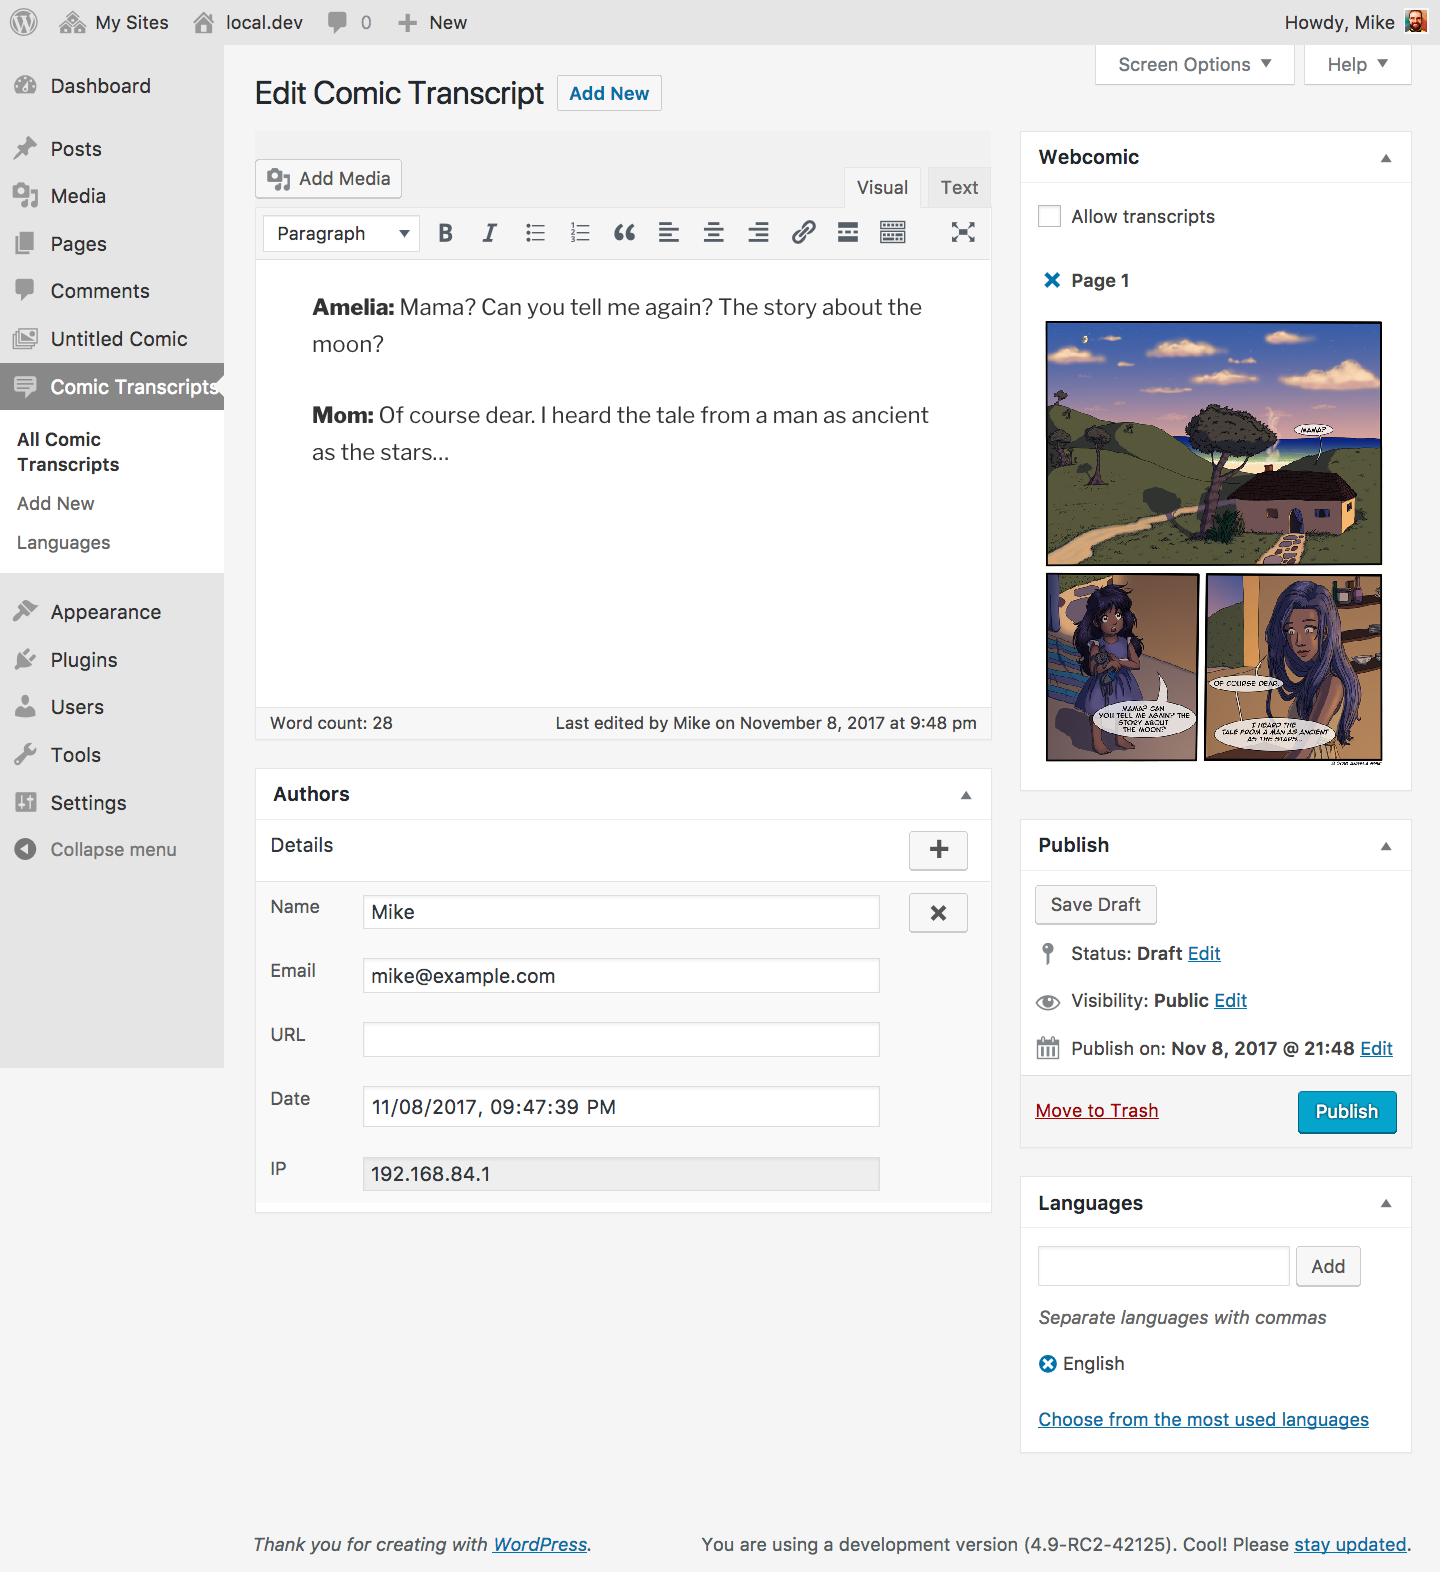 My Sites
local.dev
0
New
Howdy, Mike
Screen Options
Help
Dashboard
Posts
Media
Pages
Comments
Untitled Comic
Comic Transcripts
All Comic
Transcripts
Add New
Languages
Appearance
Plugins
Users
Tools
Settings
Collapse menu
Edit Comic Transcript
Add New
Add Media
Visual
Text
Paragraph
B
I
Amelia: Mama? Can you tell me again? The story about the
moon?
Mom: Of course dear. I heard the tale from a man as ancient
as the stars…
Word count: 28
Last edited by Mike on November 8, 2017 at 9:48 pm
Authors
Details
Name
Mike
Email
mike@example.com
URL
Date
11/08/2017, 09:47:39 PM
IP
192.168.84.1
Webcomic
Allow transcripts
Page 1
MAMA?
MAMA? CAN
YOU TELL ME AGAIN? THE
STORY ABOUT
THE MOON?
OF COURSE DEAR.
I HEARD THE
TALE FROM A MAN AS ANCIENT
AS THE STARS...
Publish
Save Draft
Status: Draft Edit
Visibility: Public Edit
Publish on: Nov 8, 2017 @ 21:48 Edit
Move to Trash
Publish
Languages
Add
Separate languages with commas
English
Choose from the most used languages
Thank you for creating with WordPress.
You are using a development version (4.9-RC2-42125). Cool! Please stay updated.